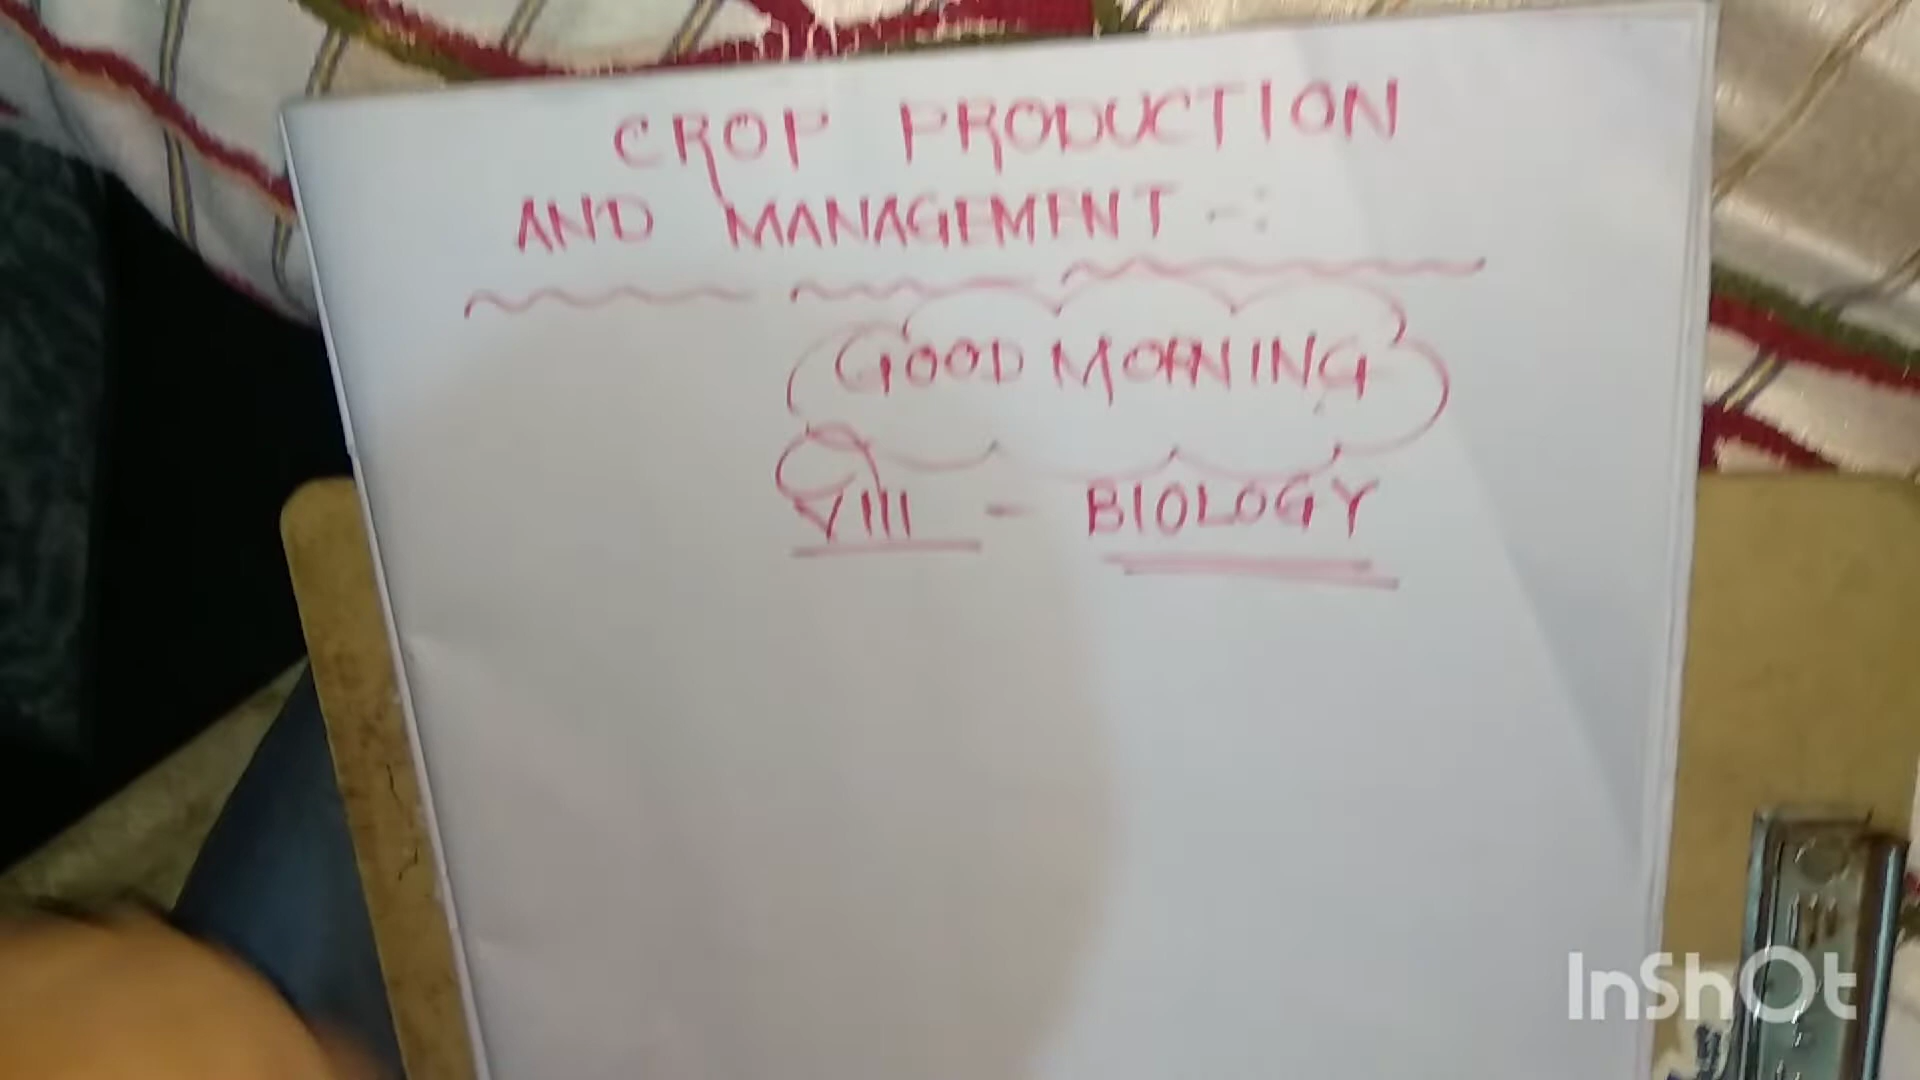 CROP PRODUCTION
AND MANAGEMENT -:
GOOD MORNING
VIII - BIOLOGY
InShOt